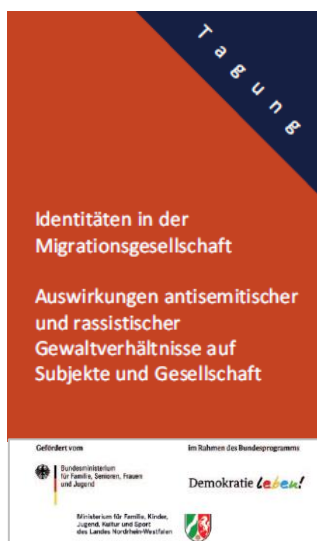 Tagung
Identitäten in der
Migrationsgesellschaft
Auswirkungen antisemitischer
und rassistischer
Gewaltverhältnisse auf
Subjekte und Gesellschaft
Gefördert vom
im Rahmen des Bundesprogramms
Bundesministerium
für Familie, Senioren, Frauen
und Jugend
Demokratie leben!
Ministerium für Familie, Kinder,
Jugend, Kultur und Sport
des Landes Nordrhein-Westfalen